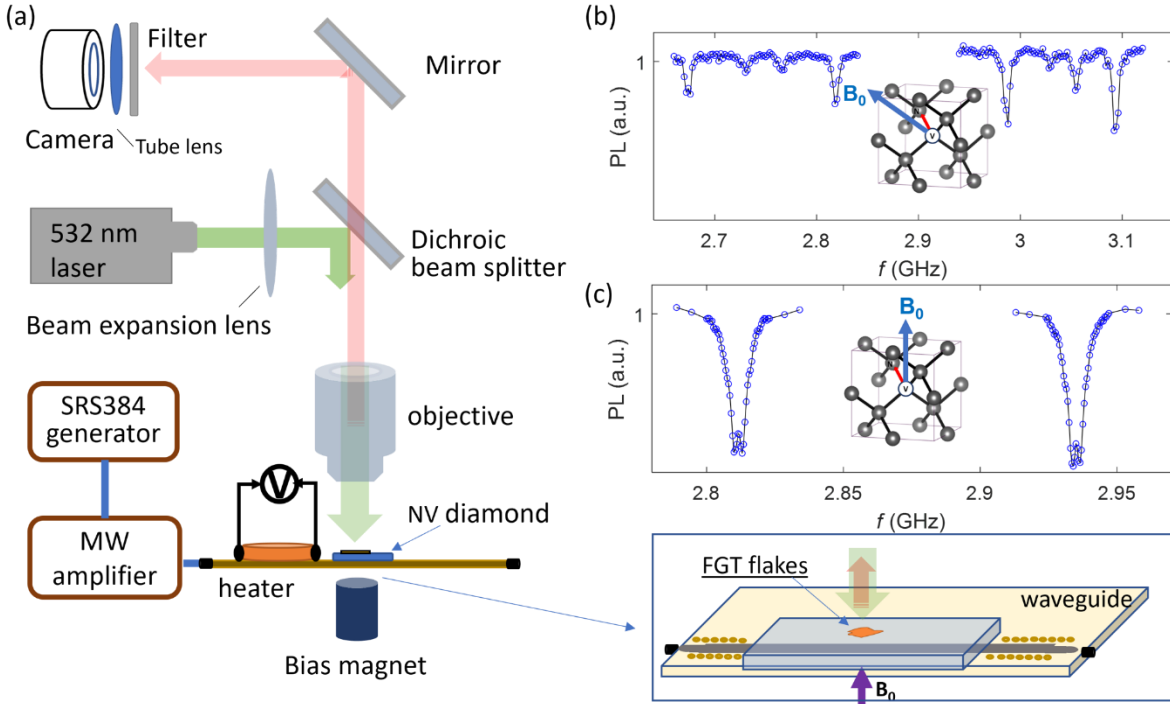 (a)
Filter
Mirror
Camera
Tube lens
532 nm
laser
Dichroic
beam splitter
Beam expansion lens
SRS384
generator
objective
V
NV diamond
MW
amplifier
heater
Bias magnet
(b)
1
PL (a.u.)
B0
N
V
2.7
2.8
2.9
3
3.1
f (GHz)
(c)
1
PL (a.u.)
B0
N
V
2.8
2.85
2.9
2.95
f (GHz)
FGT flakes
waveguide
B0